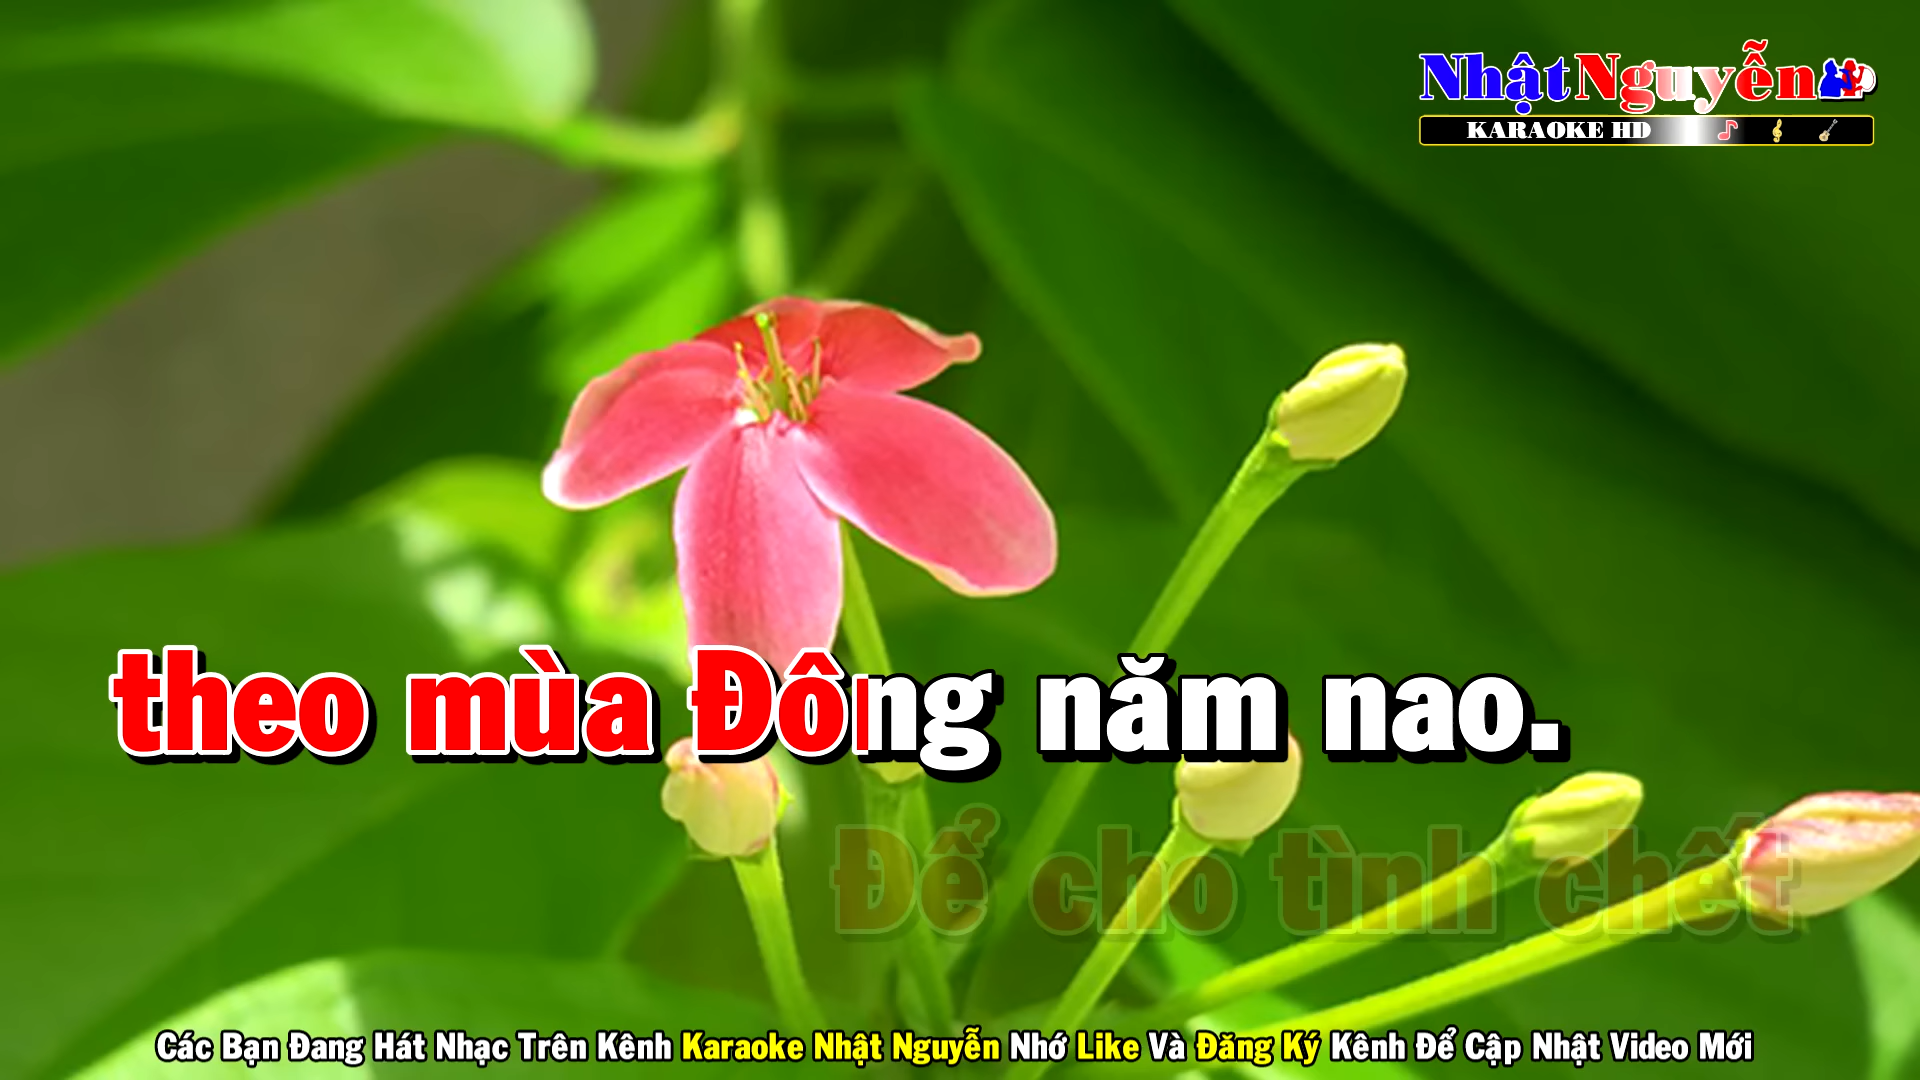 Nhật Nguyễn
KARAOKE HD
theo mùa Đông năm nao.
Để cho tình chết
Các Bạn Đang Hát Nhạc Trên Kênh Karaoke Nhật Nguyễn Nhớ Like Và Đăng Ký Kênh Để Cập Nhật Video Mới